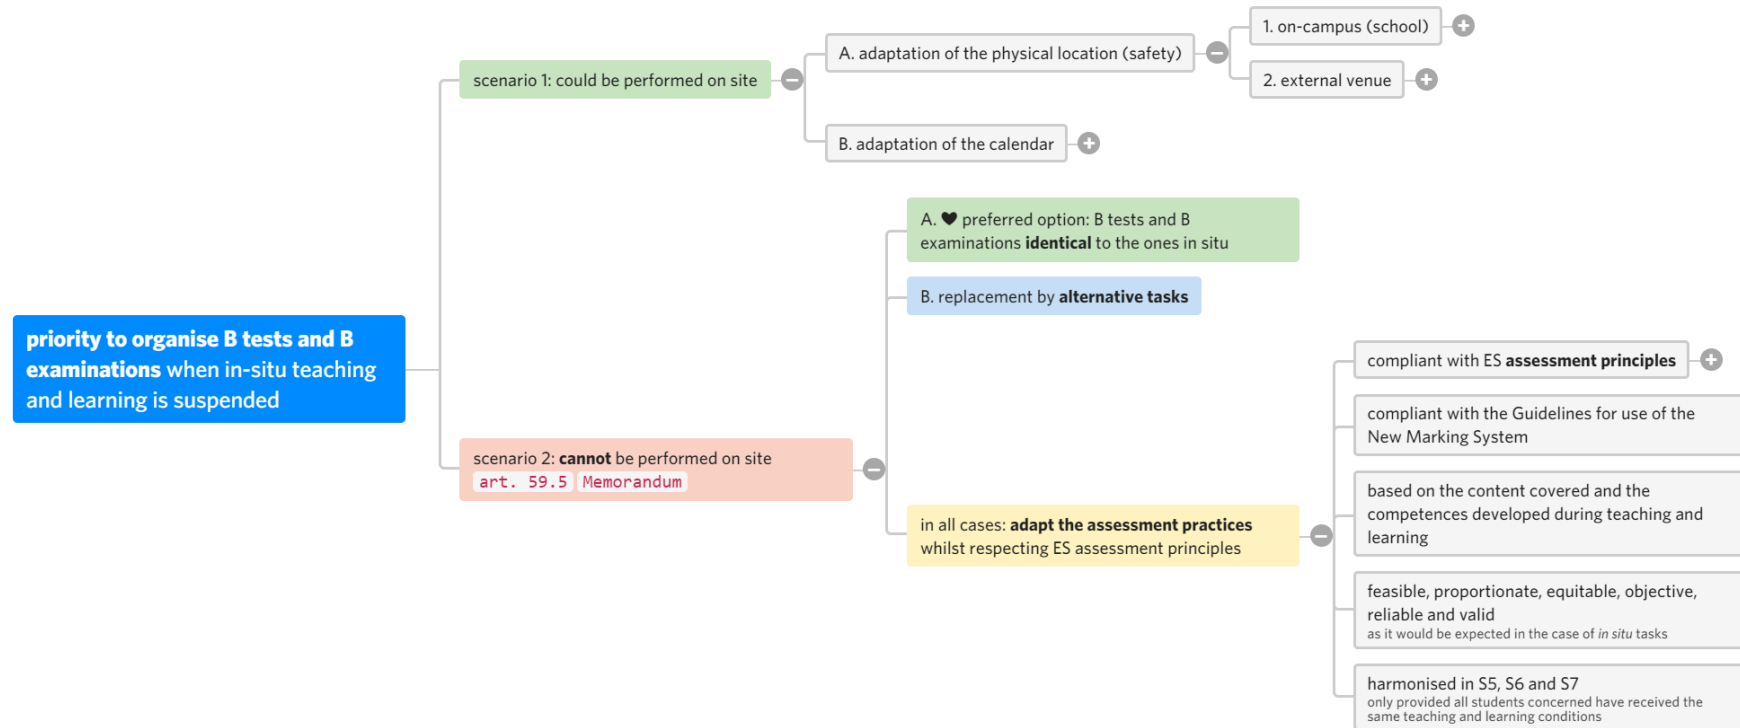 priority to organise B tests and B
examinations when in-situ teaching
and learning is suspended
scenario 1: could be performed on site
A. adaptation of the physical location (safety)
1. on-campus (school)
2. external venue
B. adaptation of the calendar
scenario 2: cannot be performed on site
art. 59.5 Memorandum
A. ♥ preferred option: B tests and B
examinations identical to the ones in situ
B. replacement by alternative tasks
in all cases: adapt the assessment practices
whilst respecting ES assessment principles
compliant with ES assessment principles
compliant with the Guidelines for use of the
New Marking System
based on the content covered and the
competences developed during teaching and
learning
feasible, proportionate, equitable, objective,
reliable and valid
as it would be expected in the case of in situ tasks
harmonised in S5, S6 and S7
only provided all students concerned have received the
same teaching and learning conditions